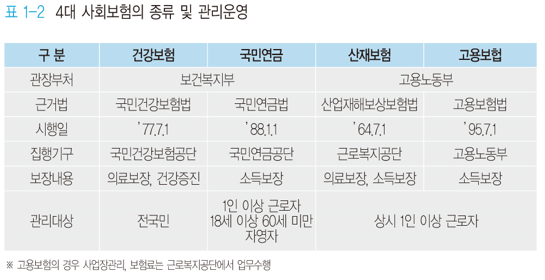 표 1-2 4대 사회보험의 종류 및 관리운영
구 분 건강보험 국민연금 산재보험 고용보험
관장부처 보건복지부 고용노동부
근거법 국민건강보험법 국민연금법 산업재해보상보험법 고용보험법
시행일 '77.7.1 '88.1.1 '64.7.1 '95.7.1
집행기구 국민건강보험공단 국민연금공단 근로복지공단 고용노동부
보장내용 의료보장, 건강증진 소득보장 의료보장, 소득보장 소득보장
관리대상 전국민 1인 이상 근로자 상시 1인 이상 근로자
18세 이상 60세 미만
자영자
※ 고용보험의 경우 사업장관리, 보험료는 근로복지공단에서 업무수행